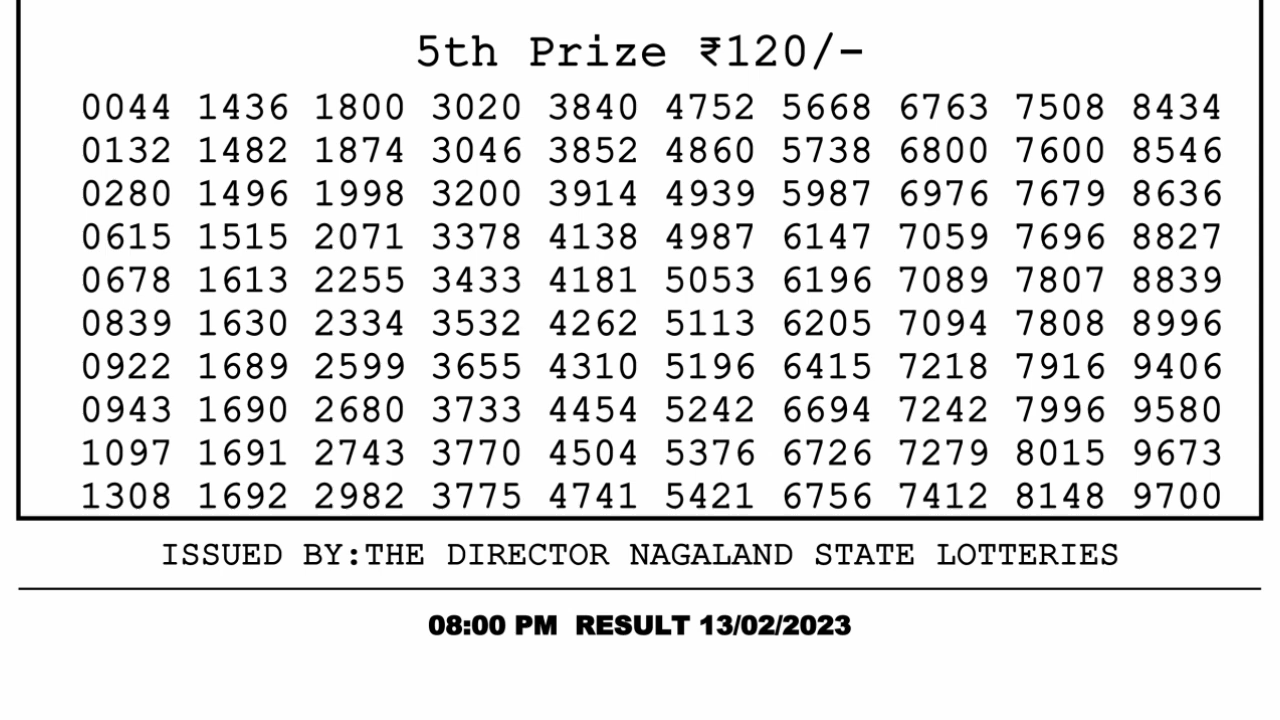 5th Prize ₹120/-
0044 1436 1800 3020 3840 4752 5668 6763 7508 8434
0132 1482 1874 3046 3852 4860 5738 6800 7600 8546
0280 1496 1998 3200 3914 4939 5987 6976 7679 8636
0615 1515 2071 3378 4138 4987 6147 7059 7696 8827
0678 1613 2255 3433 4181 5053 6196 7089 7807 8839
0839 1630 2334 3532 4262 5113 6205 7094 7808 8996
0922 1689 2599 3655 4310 5196 6415 7218 7916 9406
0943 1690 2680 3733 4454 5242 6694 7242 7996 9580
1097 1691 2743 3770 4504 5376 6726 7279 8015 9673
1308 1692 2982 3775 4741 5421 6756 7412 8148 9700
ISSUED BY:THE DIRECTOR NAGALAND STATE LOTTERIES
08:00 PM RESULT 13/02/2023